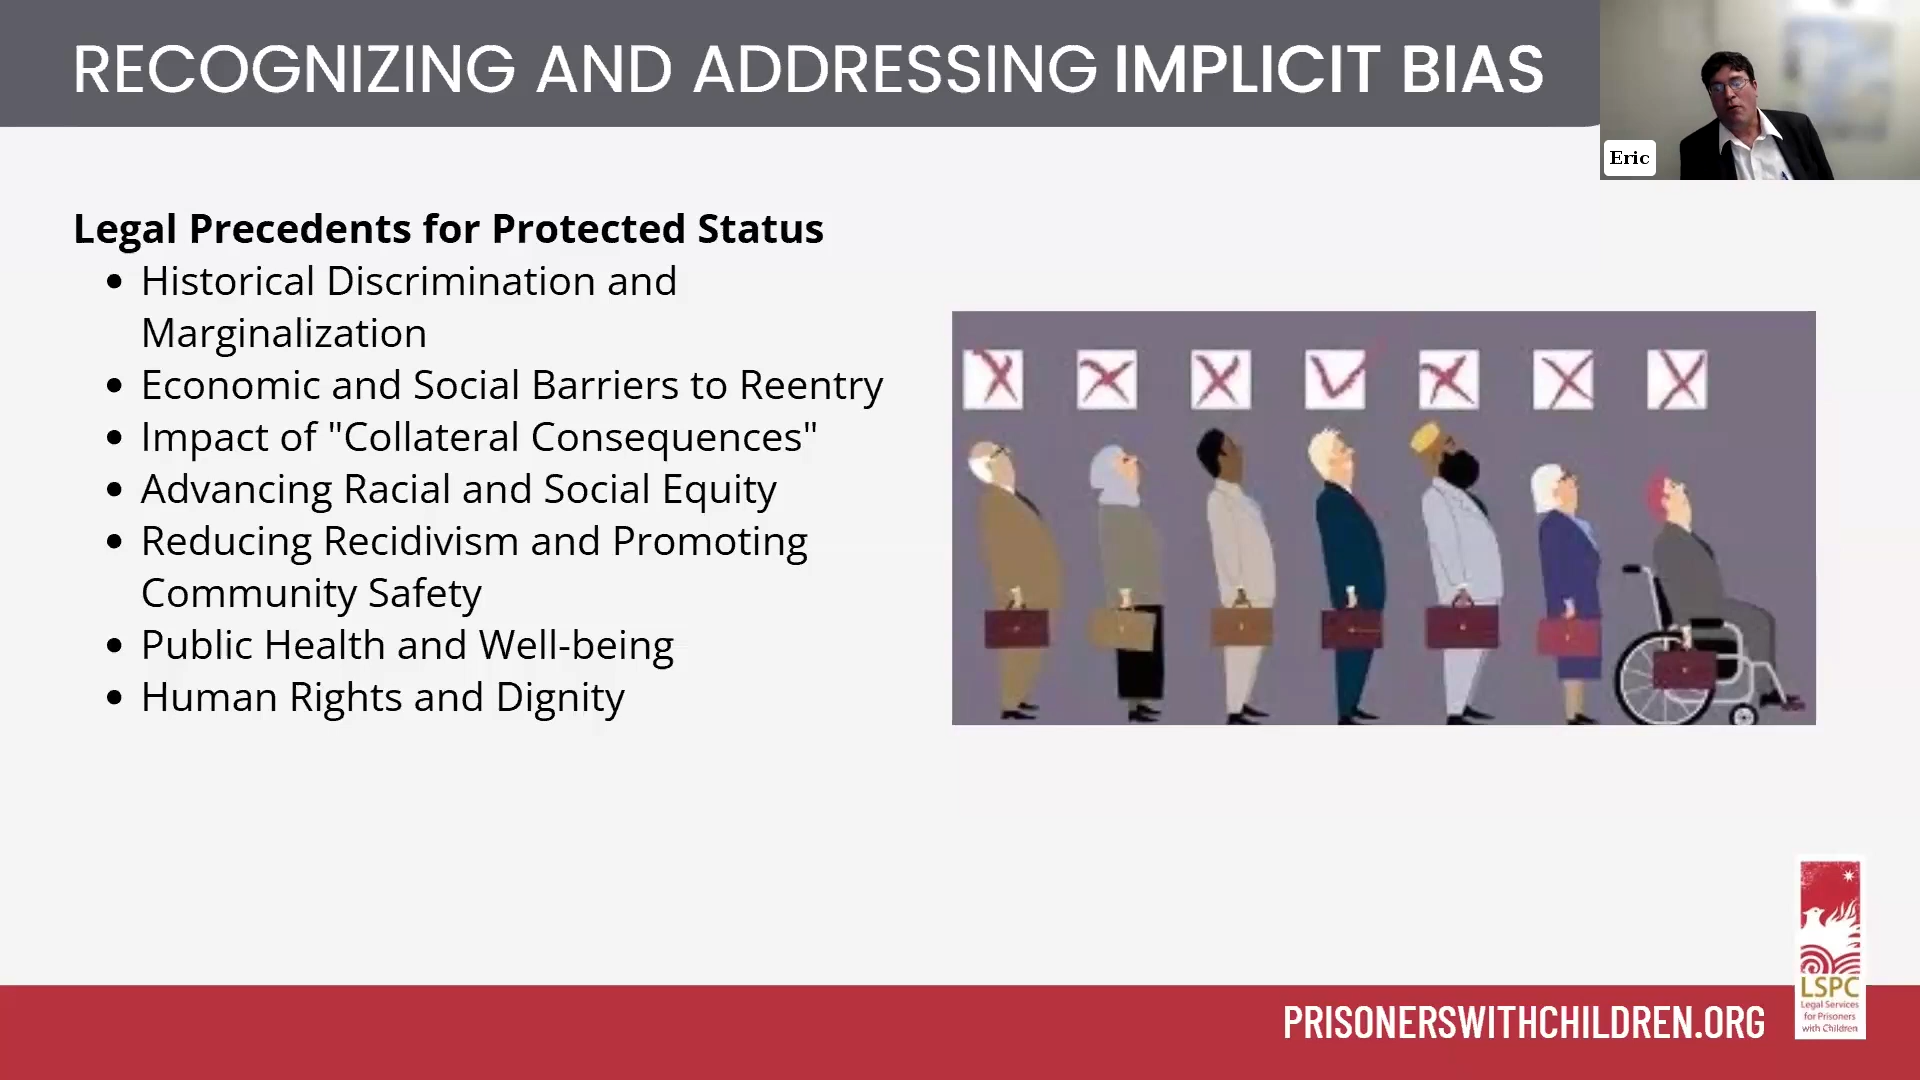 RECOGNIZING AND ADDRESSING IMPLICIT BIAS
Eric
Legal Precedents for Protected Status
• Historical Discrimination and
Marginalization
• Economic and Social Barriers to Reentry
• Impact of "Collateral Consequences"
• Advancing Racial and Social Equity
• Reducing Recidivism and Promoting
Community Safety
• Public Health and Well-being
• Human Rights and Dignity
LSPC
Legal Services
for Prisoners
with Children
PRISONERSWITHCHILDREN.ORG